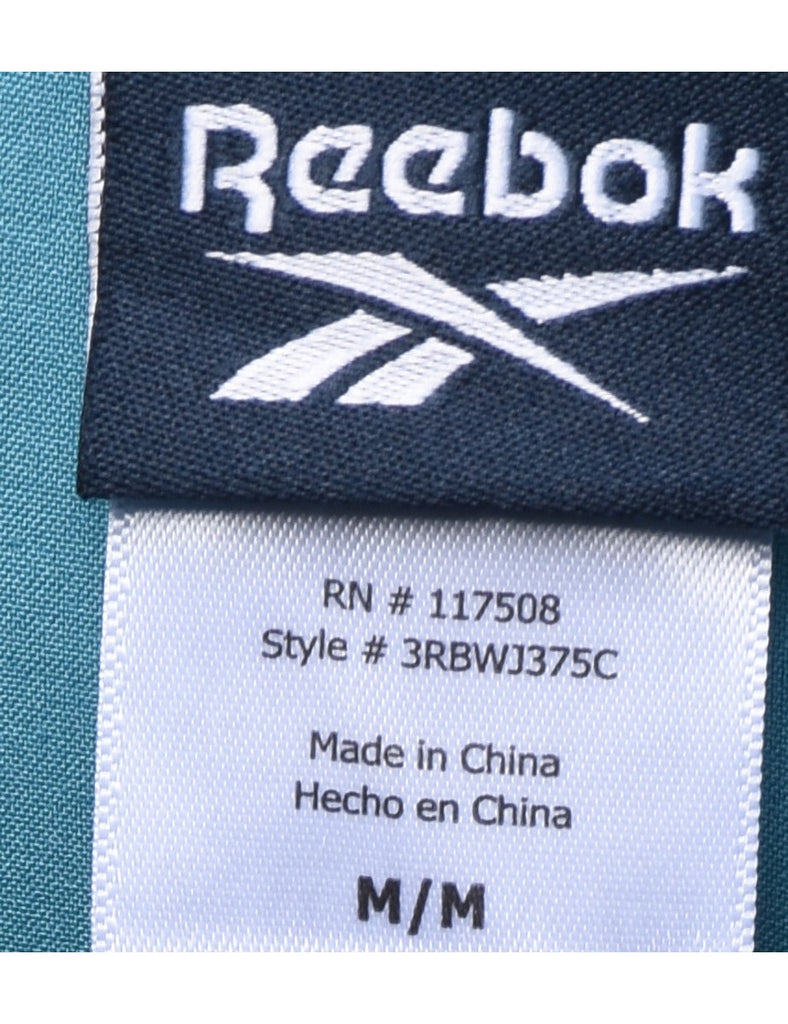 Reebok
RN # 117508
Style # 3RBWJ375C
Made in China
Hecho en China
M/M